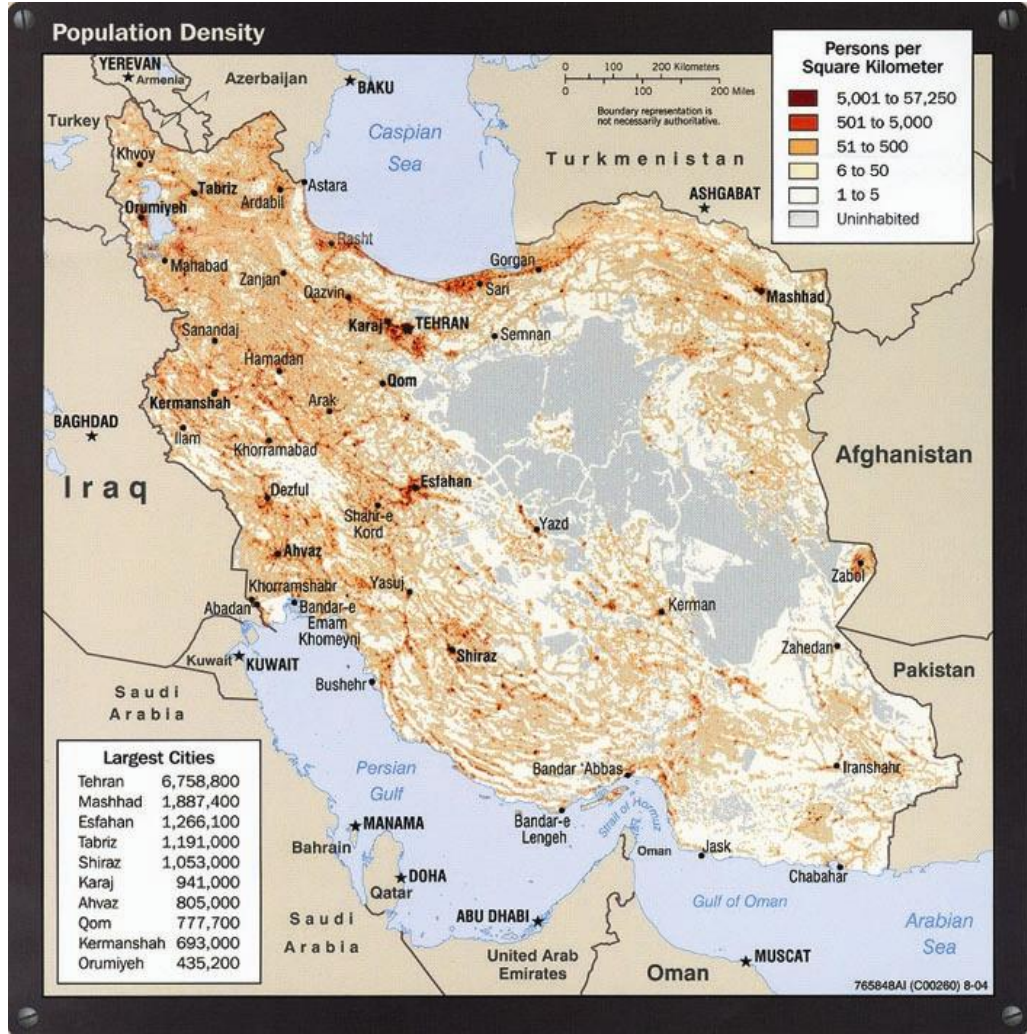 Population Density
Persons per
Square Kilometer
5,001 to 57,250
501 to 5,000
51 to 500
6 to 50
1 to 5
Uninhabited
0 100 200 Kilometers
0 100 200 Miles
Boundary representation is
not necessarily authoritative.
YEREVAN
Armenia
Azerbaijan
BAKU
Turkey
Caspian
Sea
Turkmenistan
ASHGABAT
Khvoy
Tabriz
Astara
Ardabil
Orumiyeh
Rasht
Gorgan
Mahabad
Zanjan
Qazvin
Sari
Mashhad
Karaj
TEHRAN
Semnan
Sanandaj
Hamadan
Qom
Kermanshah
Arak
BAGHDAD
Ilam
Khorramabad
Afghanistan
Iraq
Dezful
Esfahan
Shahr-e
Kord
Yazd
Ahvaz
Zabol
Khorramshahr
Yasuj
Abadan
Bandar-e
Emam
Khomeyni
Kerman
Kuwait
KUWAIT
Shiraz
Zahedan
Pakistan
Saudi
Arabia
Bushehr
Largest Cities
Tehran 6,758,800
Mashhad 1,887,400
Esfahan 1,266,100
Tabriz 1,191,000
Shiraz 1,053,000
Karaj 941,000
Ahvaz 805,000
Qom 777,700
Kermanshah 693,000
Orumiyeh 435,200
Persian
Gulf
Bandar 'Abbas
Iranshahr
MANAMA
Bandar-e
Lengeh
Strait of Hormuz
Bahrain
Oman
Jask
Chabahar
DOHA
Qatar
Gulf of Oman
Saudi
Arabia
ABU DHABI
Arabian
Sea
United Arab
Emirates
MUSCAT
Oman
765848AI (C00260) 8-04